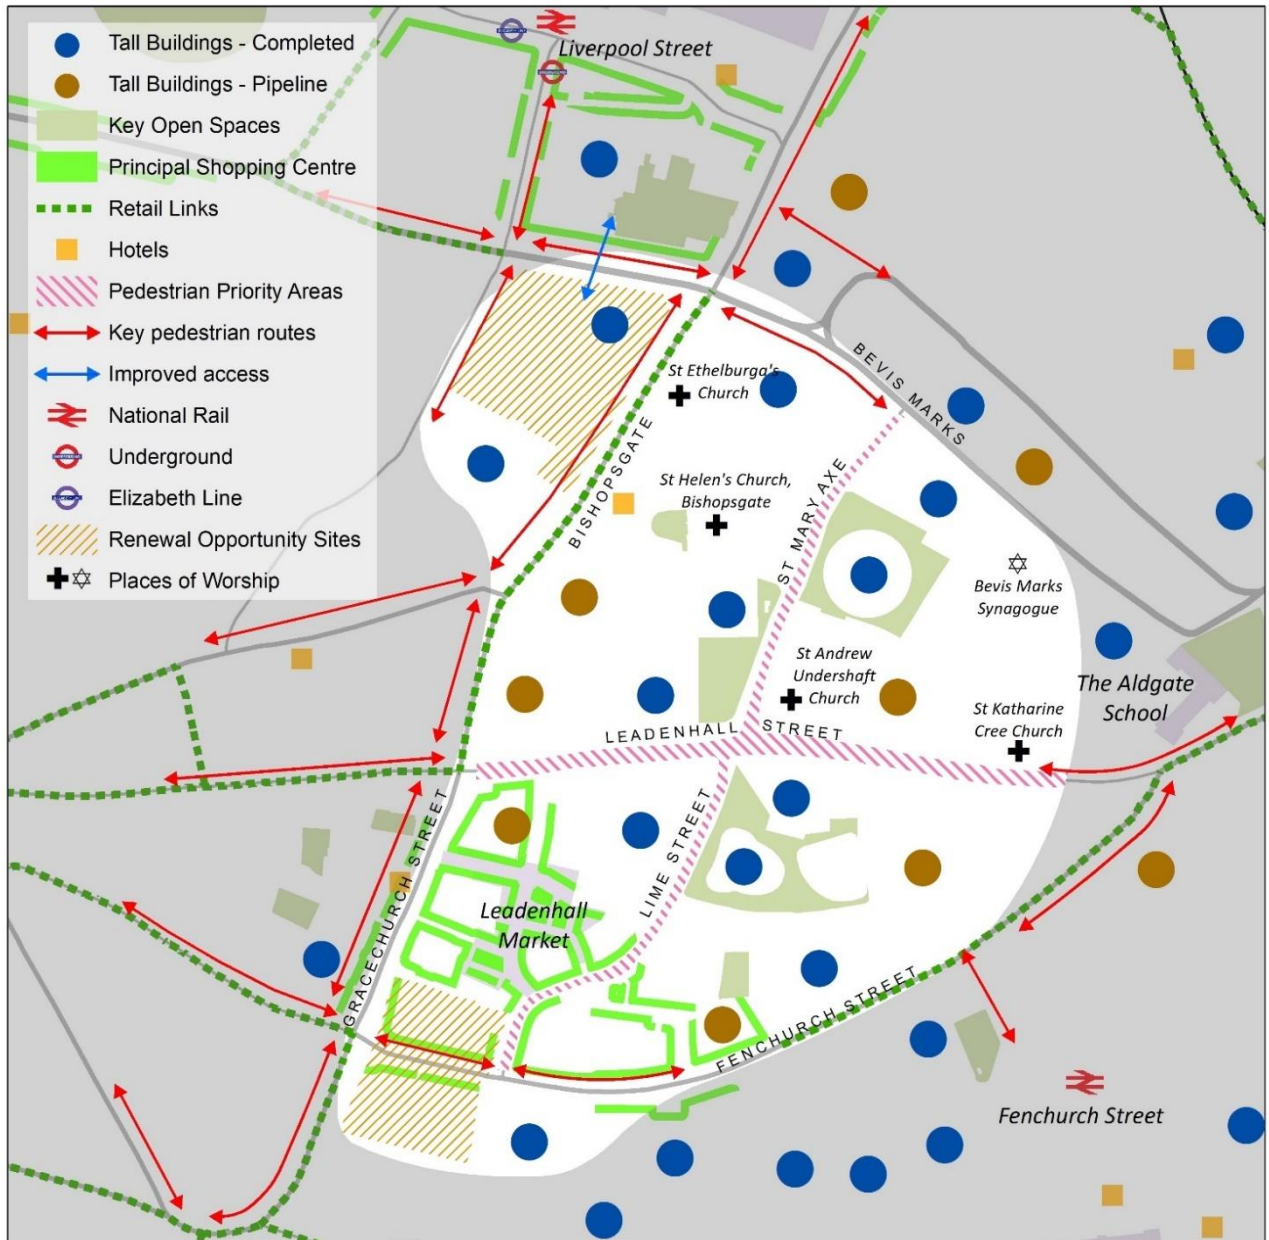 Tall Buildings - Completed
Tall Buildings - Pipeline
Key Open Spaces
Principal Shopping Centre
Retail Links
Hotels
Pedestrian Priority Areas
Key pedestrian routes
Improved access
National Rail
Underground
Elizabeth Line
Renewal Opportunity Sites
Places of Worship
Liverpool Street
BEVIS MARKS
St Ethelburga's
Church
BISHOPSGATE
St Helen's Church,
Bishopsgate
ST MARY AXE
Bevis Marks
Synagogue
St Andrew
Undershaft
Church
The Aldgate
School
St Katharine
Cree Church
LEADENHALL STREET
GRACECHURCH STREET
LIME STREET
Leadenhall
Market
FENCHURCH STREET
Fenchurch Street